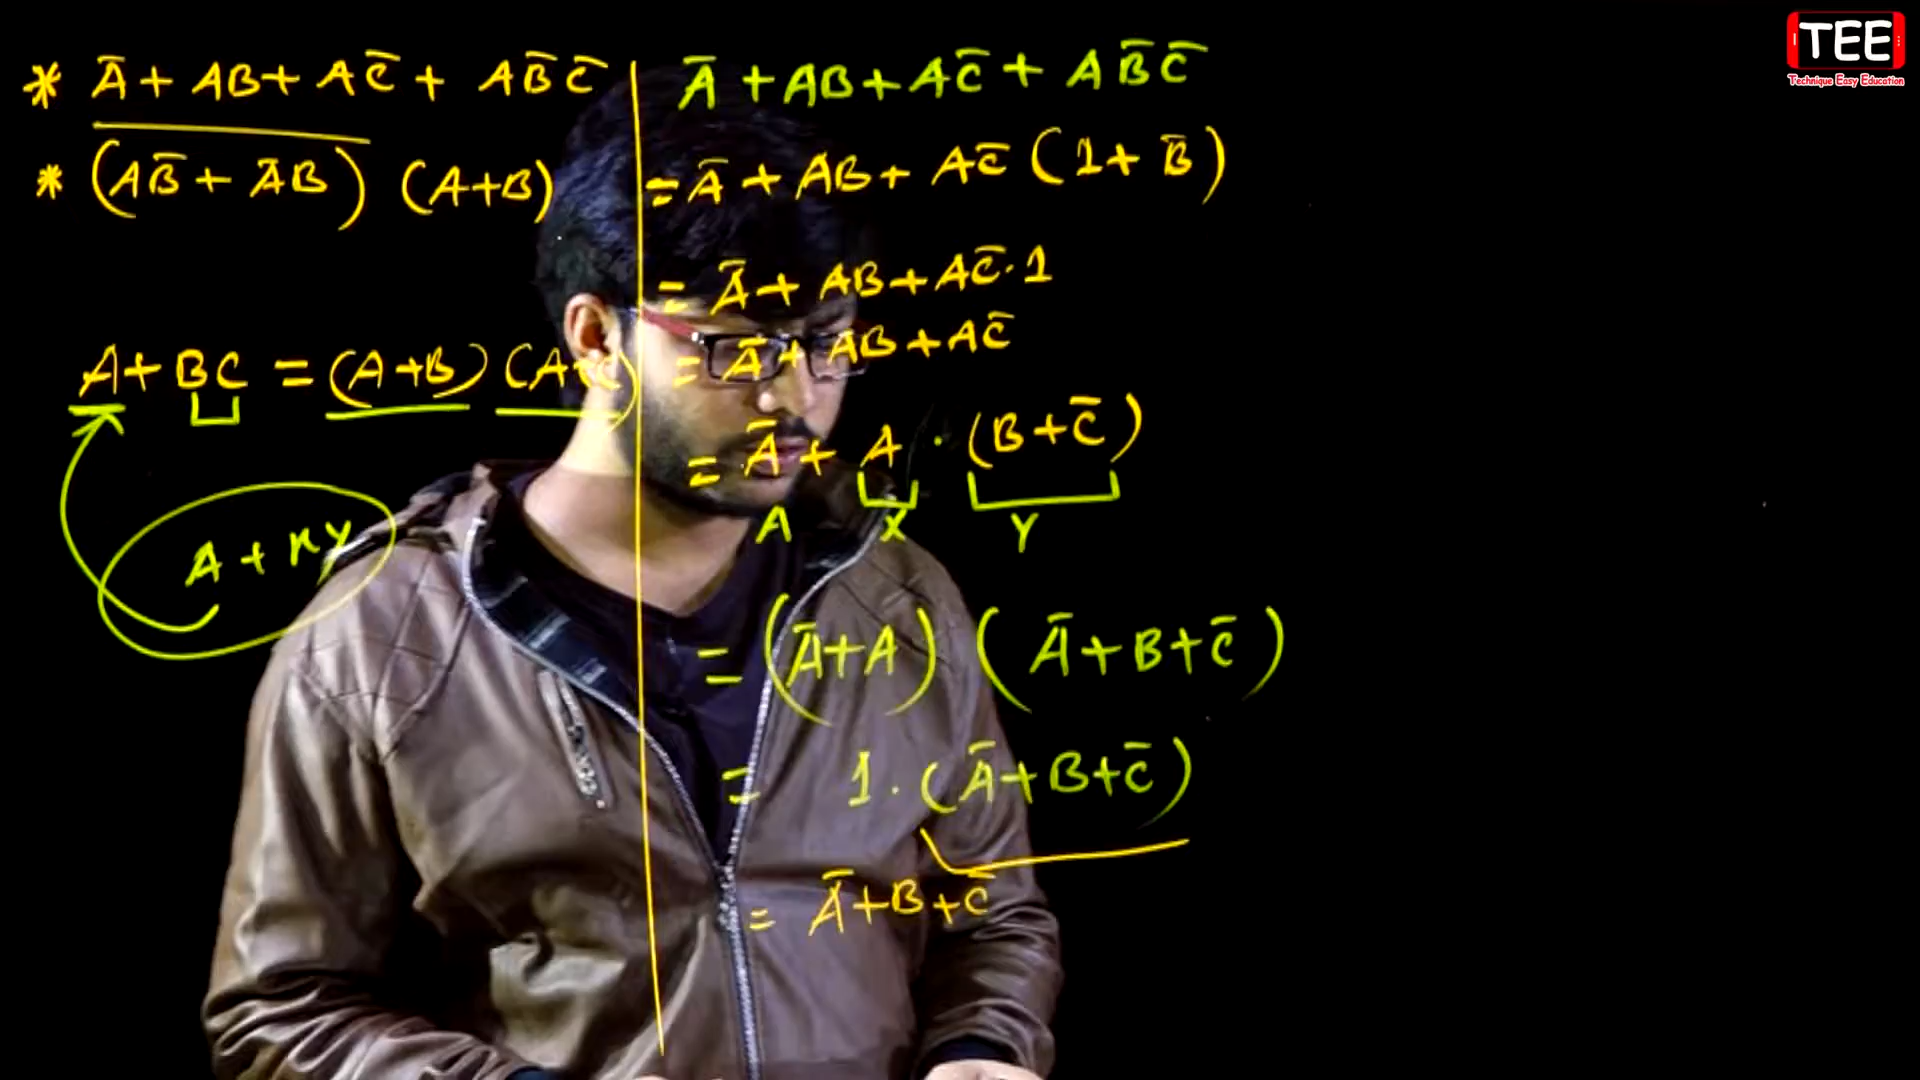 * A̅ + AB + AC̅ + AB̅C̅
* \overline{(AB̅ + A̅B)} (A+B)
A + BC = (A+B) (A+C)
A + xy
A̅ + AB + AC̅ + AB̅C̅
= A̅ + AB + AC̅ (1 + B̅)
= A̅ + AB + AC̅ . 1
= A̅ + AB + AC̅
= A̅ + A . (B + C̅)
A X Y
= (A̅ + A) (A̅ + B + C̅)
= 1 . (A̅ + B + C̅)
= A̅ + B + C̅
TEE
Technique Easy Education